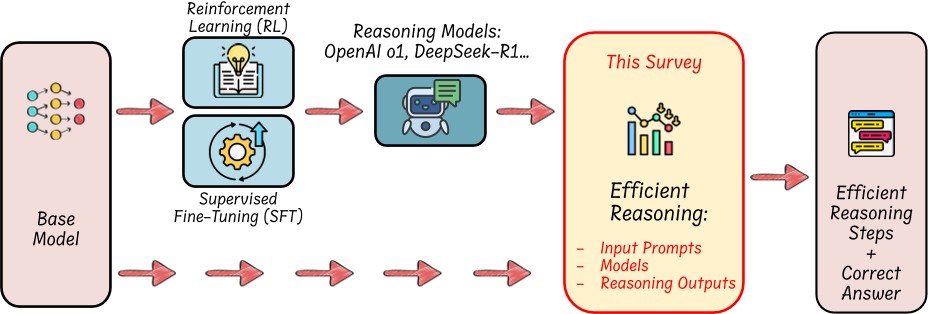 Reinforcement
Learning (RL)
Reasoning Models:
OpenAI o1, DeepSeek-R1...
This Survey
Base
Model
Supervised
Fine-Tuning (SFT)
Efficient
Reasoning:
- Input Prompts
- Models
- Reasoning Outputs
Efficient
Reasoning
Steps
+
Correct
Answer